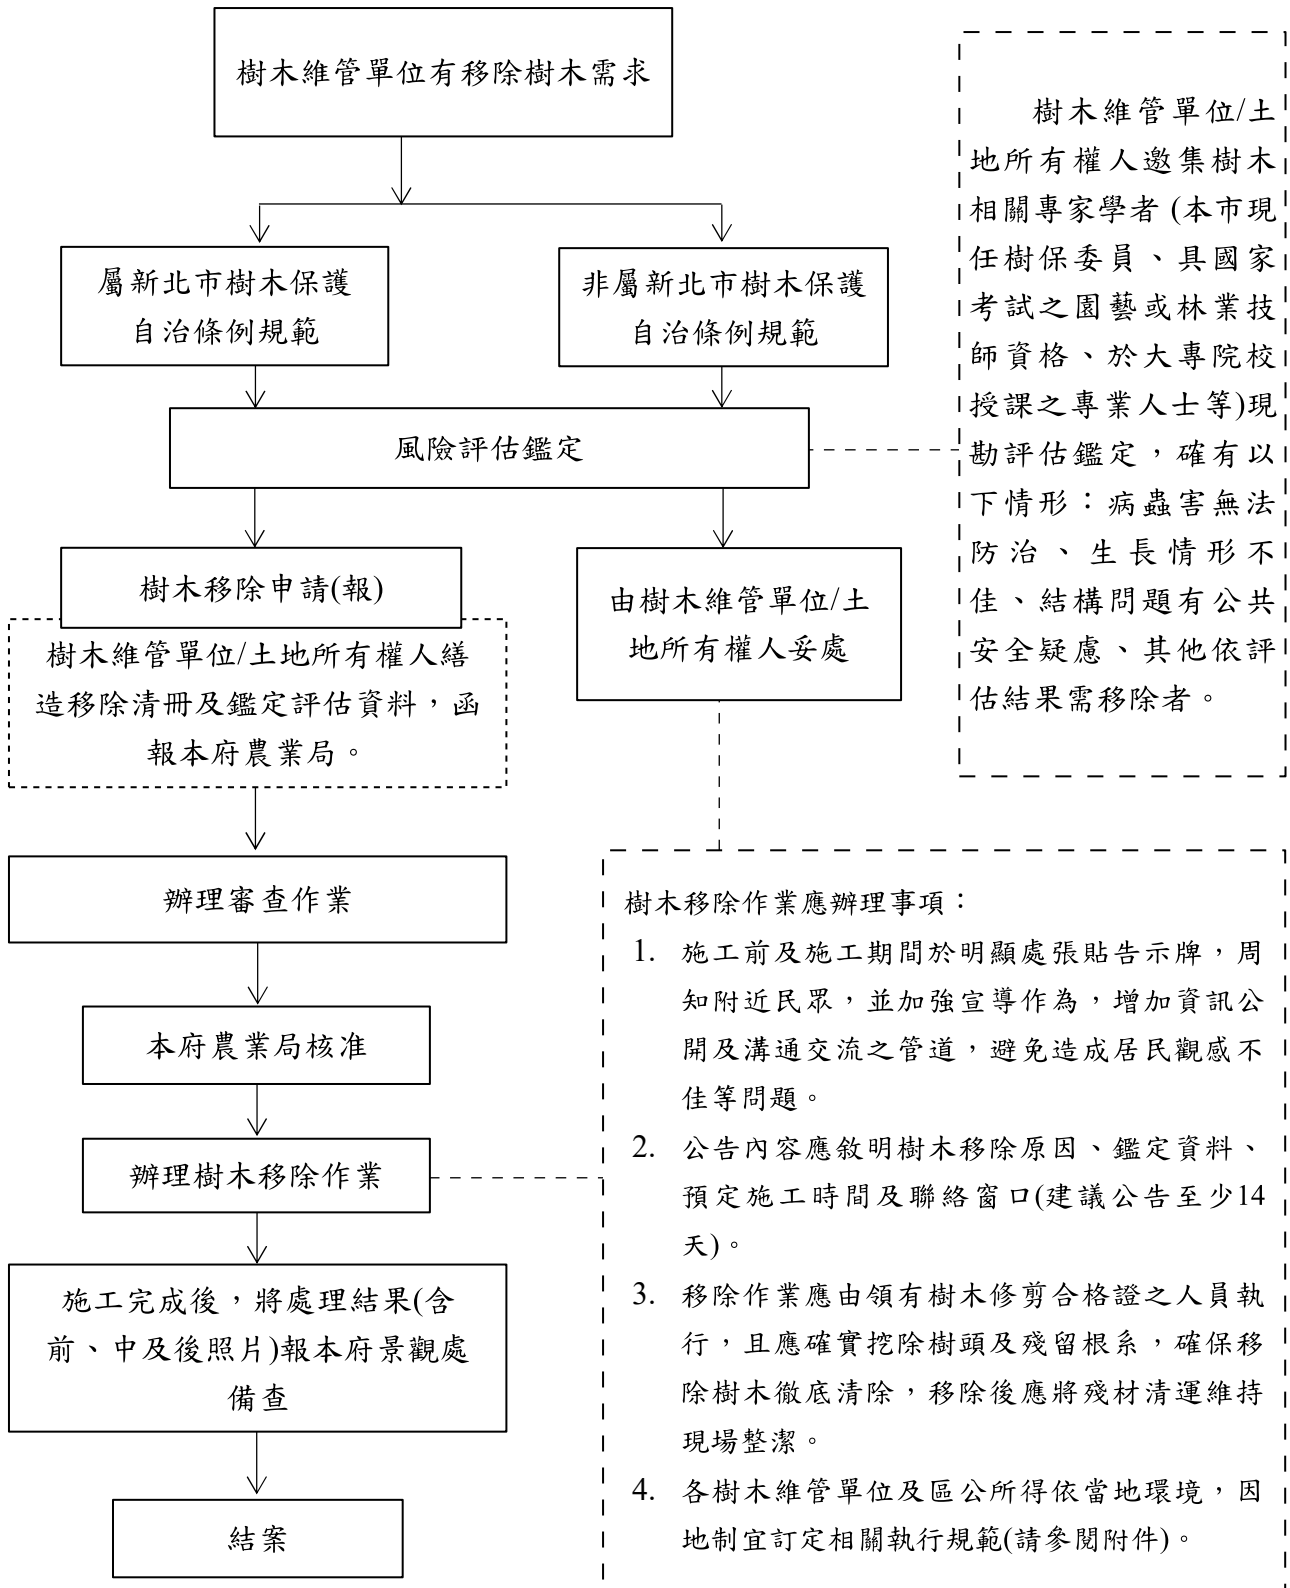 樹木維管單位有移除樹木需求
屬新北市樹木保護
自治條例規範
非屬新北市樹木保護
自治條例規範
風險評估鑑定
樹木維管單位/土
地所有權人邀集樹木
相關專家學者(本市現
任樹保委員、具國家
考試之園藝或林業技
師資格、於大專院校
授課之專業人士等)現
勘評估鑑定，確有以
下情形：病蟲害無法
防治、生長情形不
佳、結構問題有公共
安全疑慮、其他依評
估結果需移除者。
樹木移除申請(報)
樹木維管單位/土地所有權人繕
造移除清冊及鑑定評估資料，函
報本府農業局。
由樹木維管單位/土
地所有權人妥處
辦理審查作業
本府農業局核准
辦理樹木移除作業
施工完成後，將處理結果(含
前、中及後照片)報本府景觀處
備查
結案
樹木移除作業應辦理事項：
1. 施工前及施工期間於明顯處張貼告示牌，周
知附近民眾，並加強宣導作為，增加資訊公
開及溝通交流之管道，避免造成居民觀感不
佳等問題。
2. 公告內容應敘明樹木移除原因、鑑定資料、
預定施工時間及聯絡窗口(建議公告至少14
天)。
3. 移除作業應由領有樹木修剪合格證之人員執
行，且應確實挖除樹頭及殘留根系，確保移
除樹木徹底清除，移除後應將殘材清運維持
現場整潔。
4. 各樹木維管單位及區公所得依當地環境，因
地制宜訂定相關執行規範(請參閱附件)。